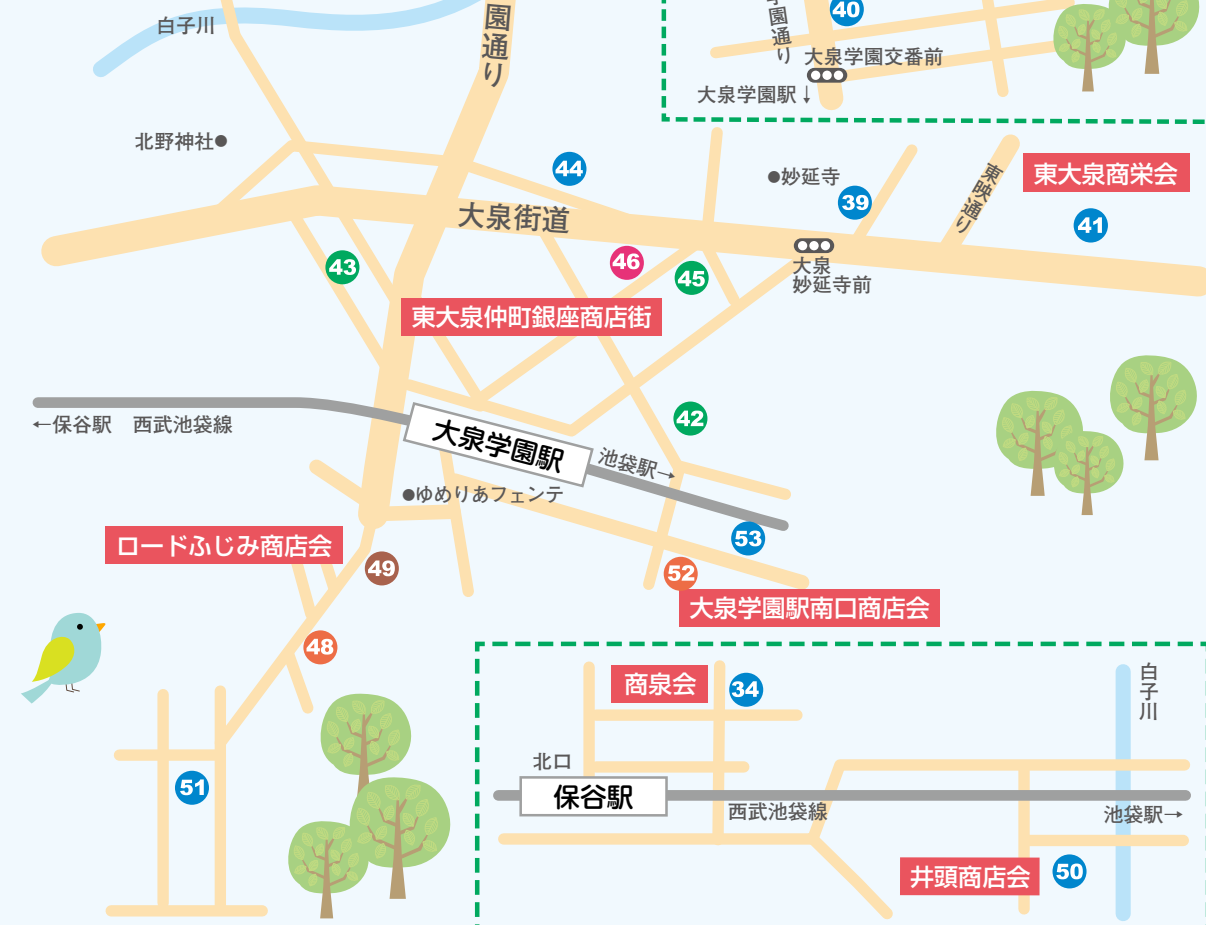 白子川
園通り
学園通り
40
大泉学園交番前
大泉学園駅↓
北野神社●
44
●妙延寺
39
東映通り
東大泉商栄会
41
大泉街道
43
46
45
大泉
妙延寺前
東大泉仲町銀座商店街
←保谷駅 西武池袋線
42
大泉学園駅
池袋駅→
●ゆめりあフェンテ
ロードふじみ商店会
49
53
52
大泉学園駅南口商店会
48
51
商泉会
34
白子川
北口
保谷駅
西武池袋線
池袋駅→
井頭商店会
50